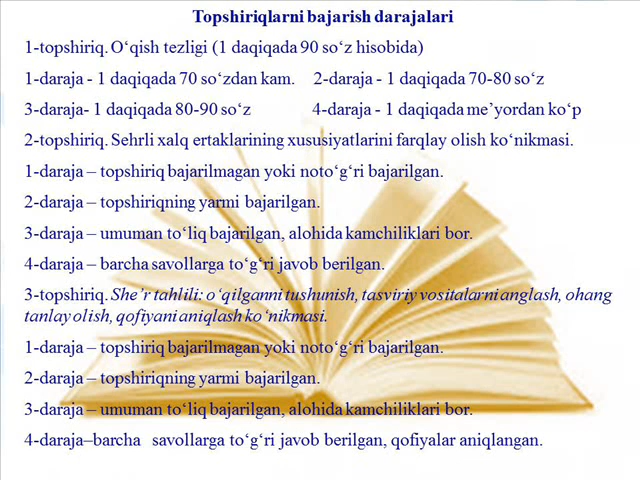 Topshiriqlarni bajarish darajalari
1-topshiriq. O‘qish tezligi (1 daqiqada 90 so‘z hisobida)
1-daraja - 1 daqiqada 70 so‘zdan kam. 2-daraja - 1 daqiqada 70-80 so‘z
3-daraja- 1 daqiqada 80-90 so‘z 4-daraja - 1 daqiqada me’yordan ko‘p
2-topshiriq. Sehrli xalq ertaklarining xususiyatlarini farqlay olish ko‘nikmasi.
1-daraja – topshiriq bajarilmagan yoki noto‘g‘ri bajarilgan.
2-daraja – topshiriqning yarmi bajarilgan.
3-daraja – umuman to‘liq bajarilgan, alohida kamchiliklari bor.
4-daraja – barcha savollarga to‘g‘ri javob berilgan.
3-topshiriq. She’r tahlili: o‘qilganni tushunish, tasviriy vositalarni anglash, ohang
tanlay olish, qofiyani aniqlash ko‘nikmasi.
1-daraja – topshiriq bajarilmagan yoki noto‘g‘ri bajarilgan.
2-daraja – topshiriqning yarmi bajarilgan.
3-daraja – umuman to‘liq bajarilgan, alohida kamchiliklari bor.
4-daraja–barcha savollarga to‘g‘ri javob berilgan, qofiyalar aniqlangan.